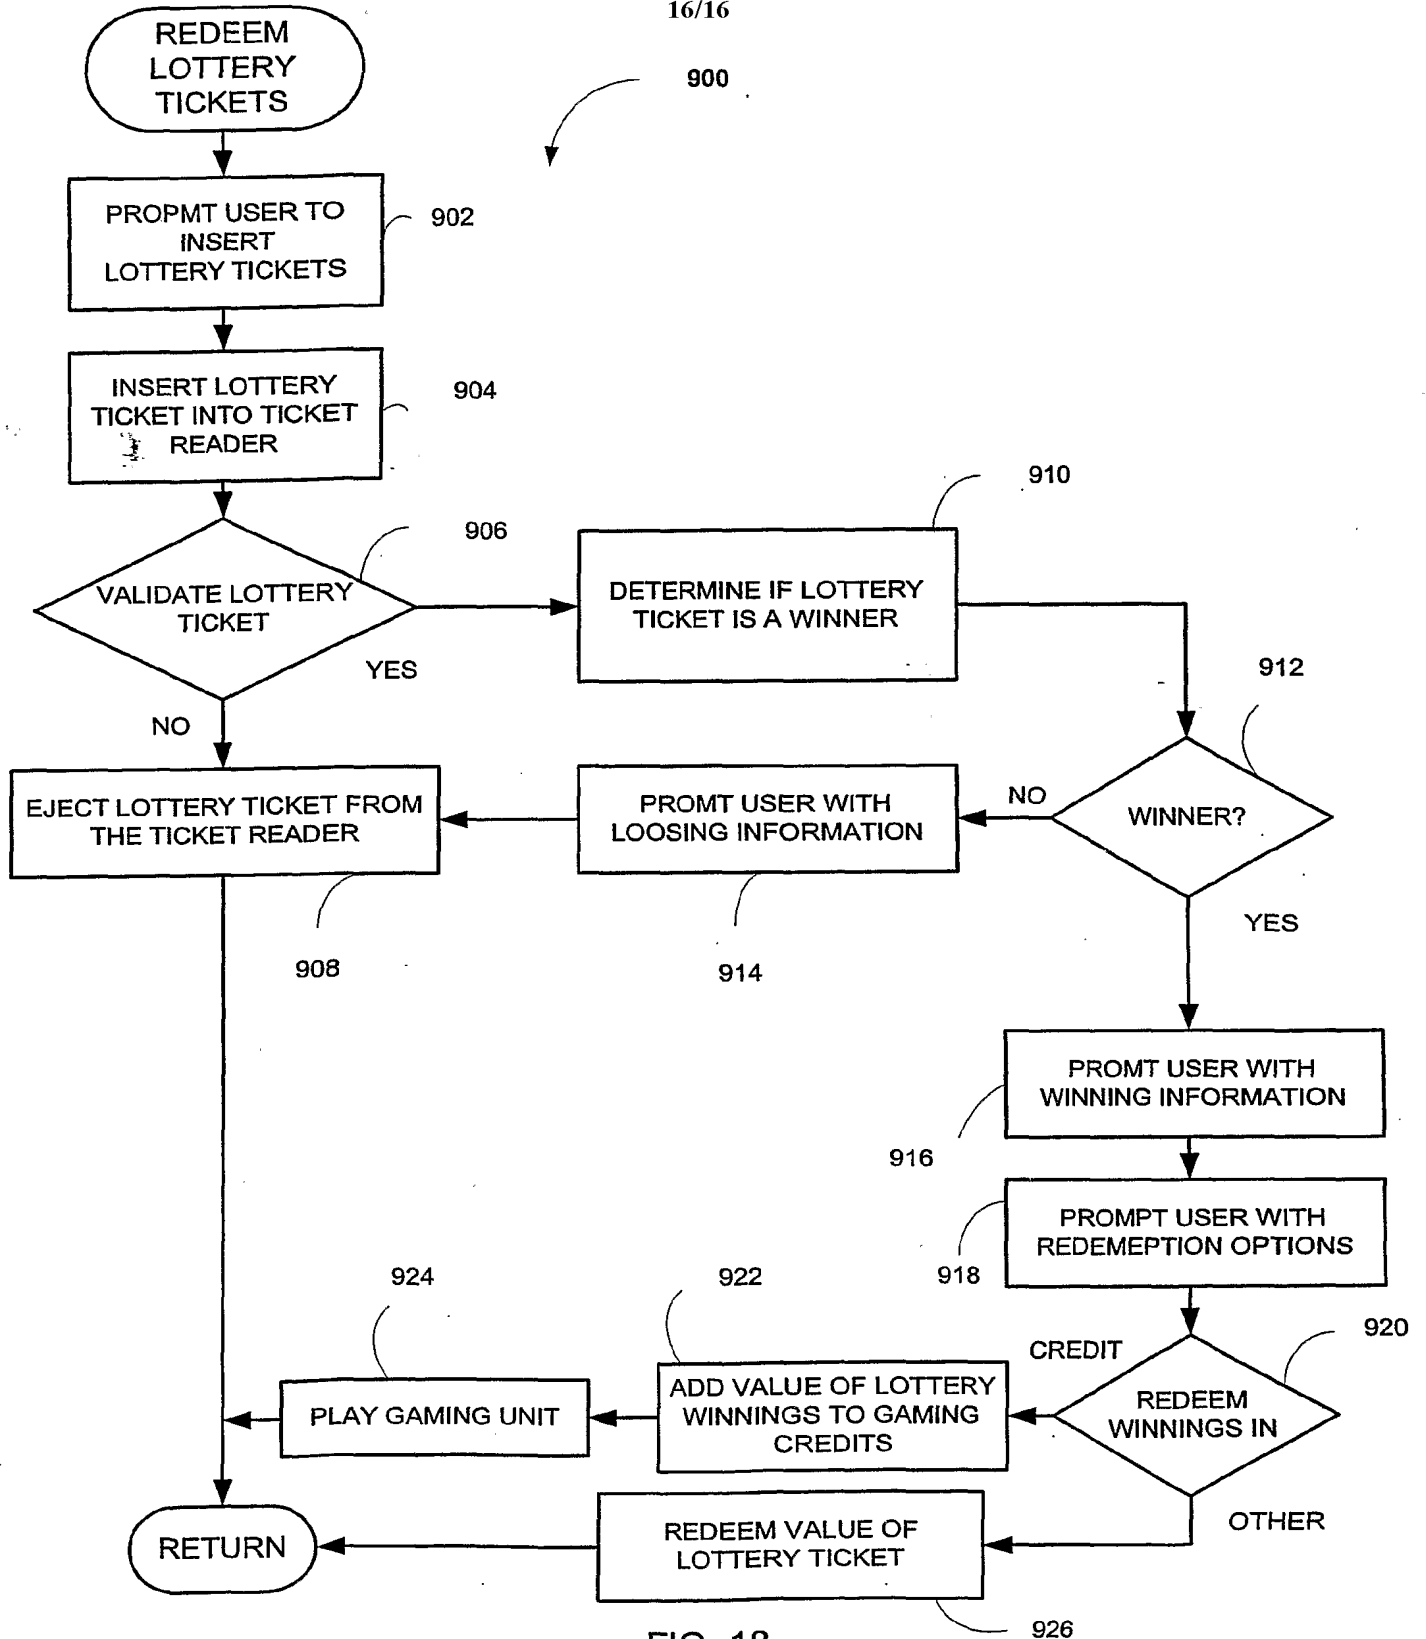 16/16
REDEEM
LOTTERY
TICKETS
900
PROPMT USER TO
INSERT
LOTTERY TICKETS
902
INSERT LOTTERY
TICKET INTO TICKET
READER
904
906
VALIDATE LOTTERY
TICKET
YES
NO
910
DETERMINE IF LOTTERY
TICKET IS A WINNER
912
WINNER?
NO
YES
PROMT USER WITH
LOOSING INFORMATION
914
EJECT LOTTERY TICKET FROM
THE TICKET READER
908
PROMT USER WITH
WINNING INFORMATION
916
PROMPT USER WITH
REDEMEPTION OPTIONS
918
920
CREDIT
REDEEM
WINNINGS IN
OTHER
922
ADD VALUE OF LOTTERY
WINNINGS TO GAMING
CREDITS
924
PLAY GAMING UNIT
REDEEM VALUE OF
LOTTERY TICKET
926
RETURN